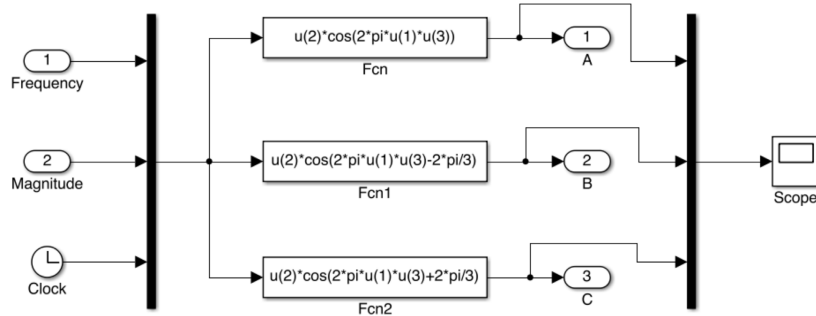 1
Frequency
2
Magnitude
Clock
u(2)*cos(2*pi*u(1)*u(3))
Fcn
u(2)*cos(2*pi*u(1)*u(3)-2*pi/3)
Fcn1
u(2)*cos(2*pi*u(1)*u(3)+2*pi/3)
Fcn2
1
A
2
B
3
C
Scope